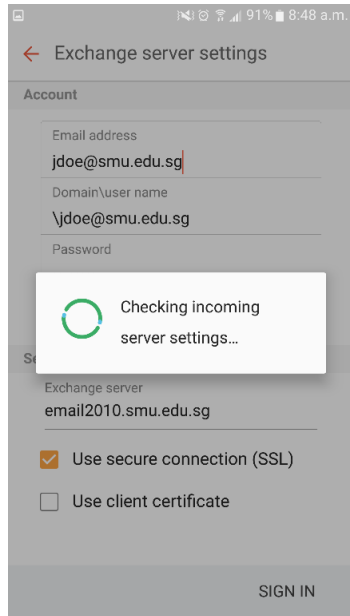 91% 8:48 a.m.
Exchange server settings
Account
Email address
jdoe@smu.edu.sg
Domain\user name
\jdoe@smu.edu.sg
Password
Checking incoming
server settings...
Se
Exchange server
email2010.smu.edu.sg
Use secure connection (SSL)
Use client certificate
SIGN IN